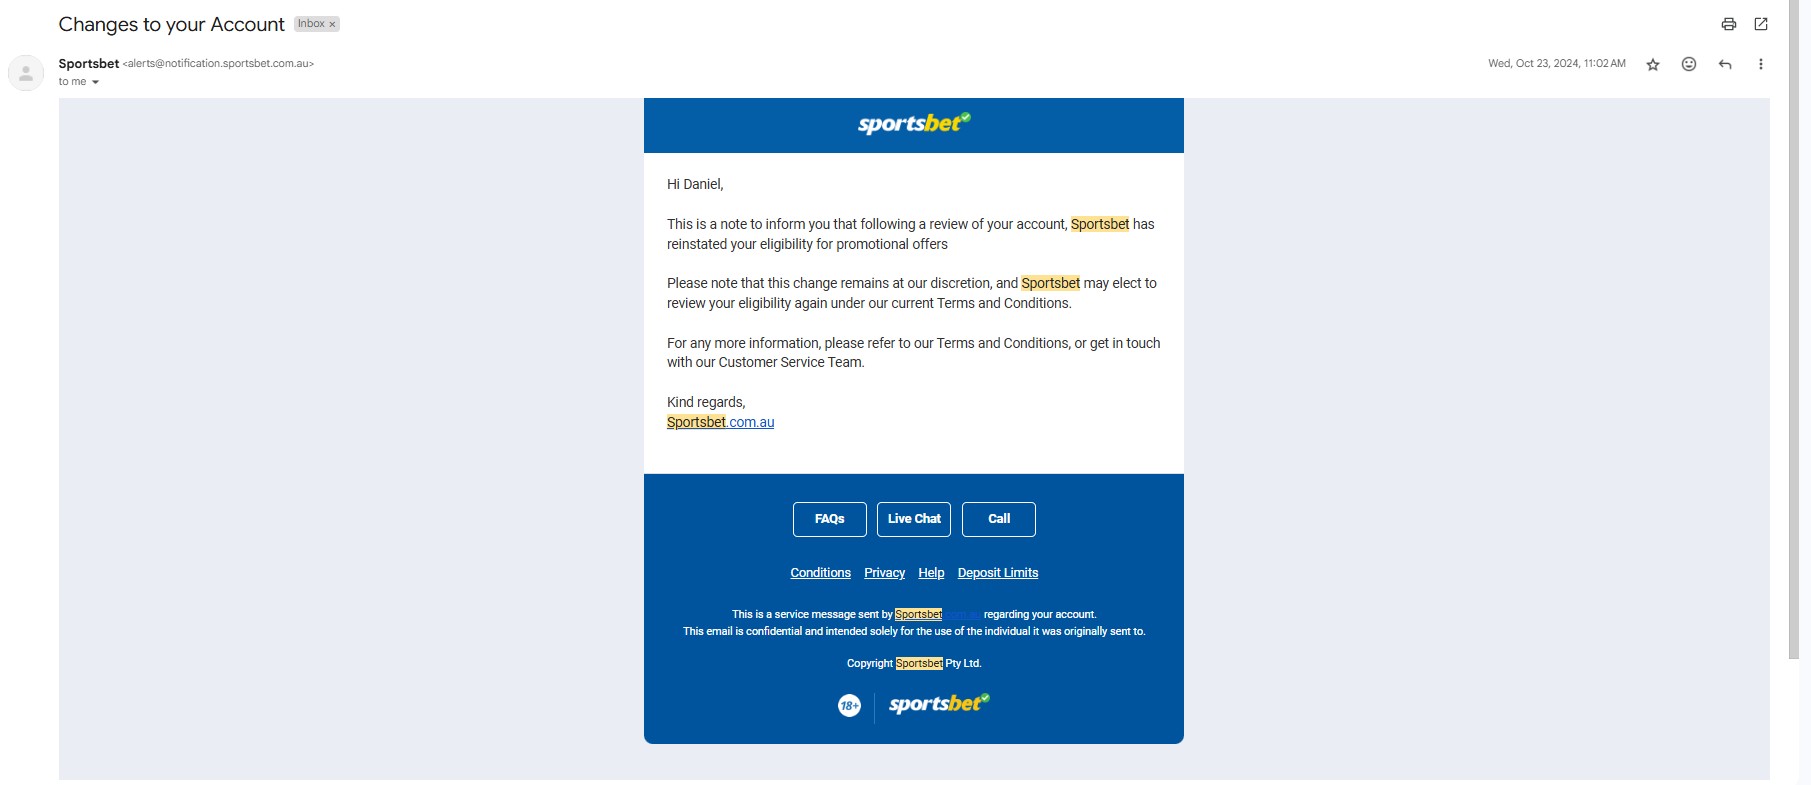 Changes to your Account Inbox ×
Sportsbet <alerts@notification.sportsbet.com.au> Wed, Oct 23, 2024, 11:02 AM
to me
sportsbet
Hi Daniel,
This is a note to inform you that following a review of your account, Sportsbet has
reinstated your eligibility for promotional offers
Please note that this change remains at our discretion, and Sportsbet may elect to
review your eligibility again under our current Terms and Conditions.
For any more information, please refer to our Terms and Conditions, or get in touch
with our Customer Service Team.
Kind regards,
Sportsbet.com.au
FAQs Live Chat Call
Conditions Privacy Help Deposit Limits
This is a service message sent by Sportsbet.com.au regarding your account.
This email is confidential and intended solely for the use of the individual it was originally sent to.
Copyright Sportsbet Pty Ltd.
18+ sportsbet